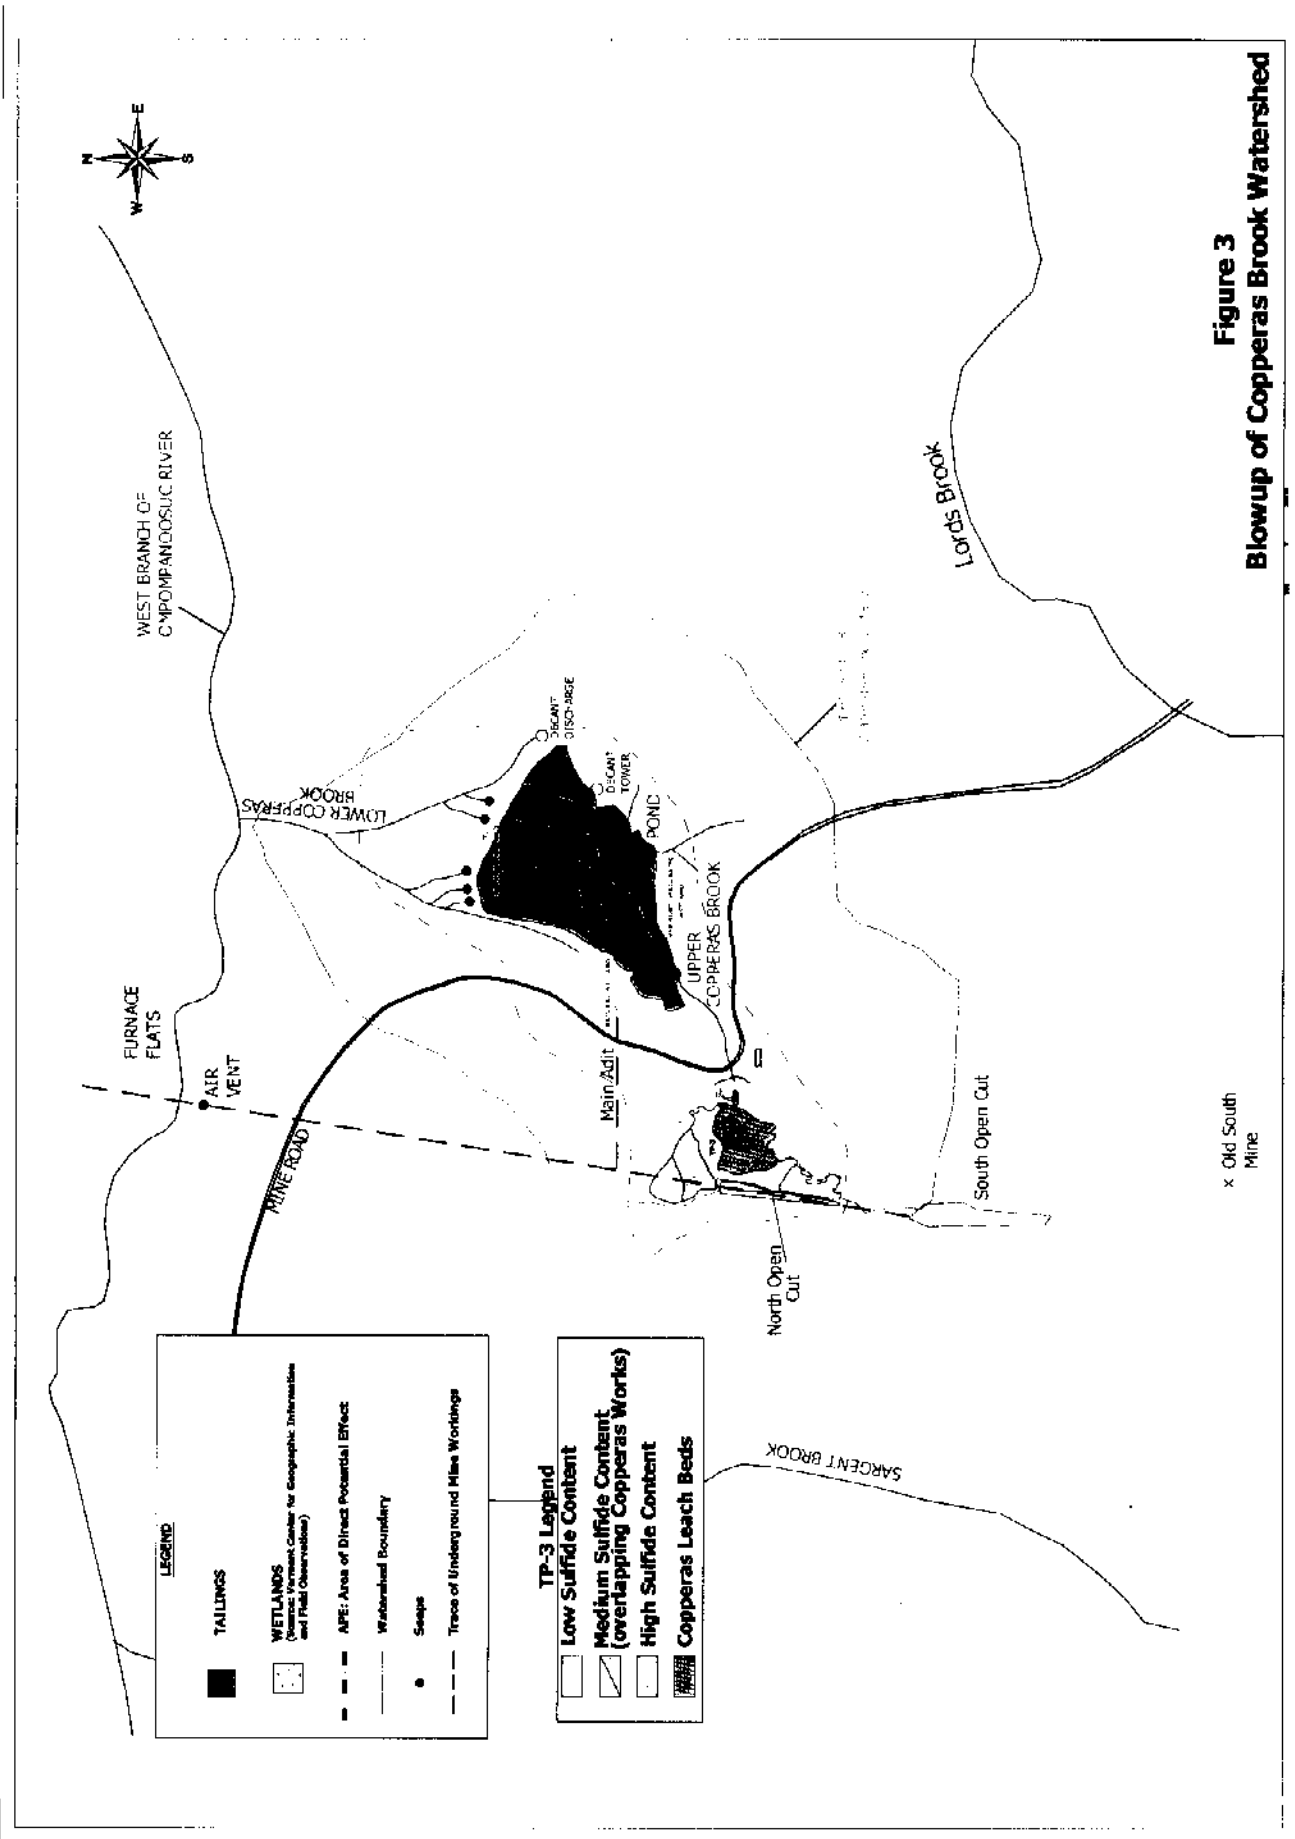 N
W
E
S
WEST BRANCH OF
OMPOMPANOOSUC RIVER
FURNACE
FLATS
AIR
VENT
MINE ROAD
LOWER COPPERAS
BROOK
DECANT
DISCHARGE
DECANT
TOWER
POND
UPPER
COPPERAS BROOK
Main Adit
North Open
Cut
South Open Cut
× Old South
Mine
Lords Brook
SARGENT BROOK
LEGEND
TAILINGS
WETLANDS
(Source: Vermont Center for Geographic Information
and Field Observations)
APE: Area of Direct Potential Effect
Watershed Boundary
Seeps
Trace of Underground Mine Workings
TP-3 Legend
Low Sulfide Content
Medium Sulfide Content
(overlapping Copperas Works)
High Sulfide Content
Copperas Leach Beds
Figure 3
Blowup of Copperas Brook Watershed